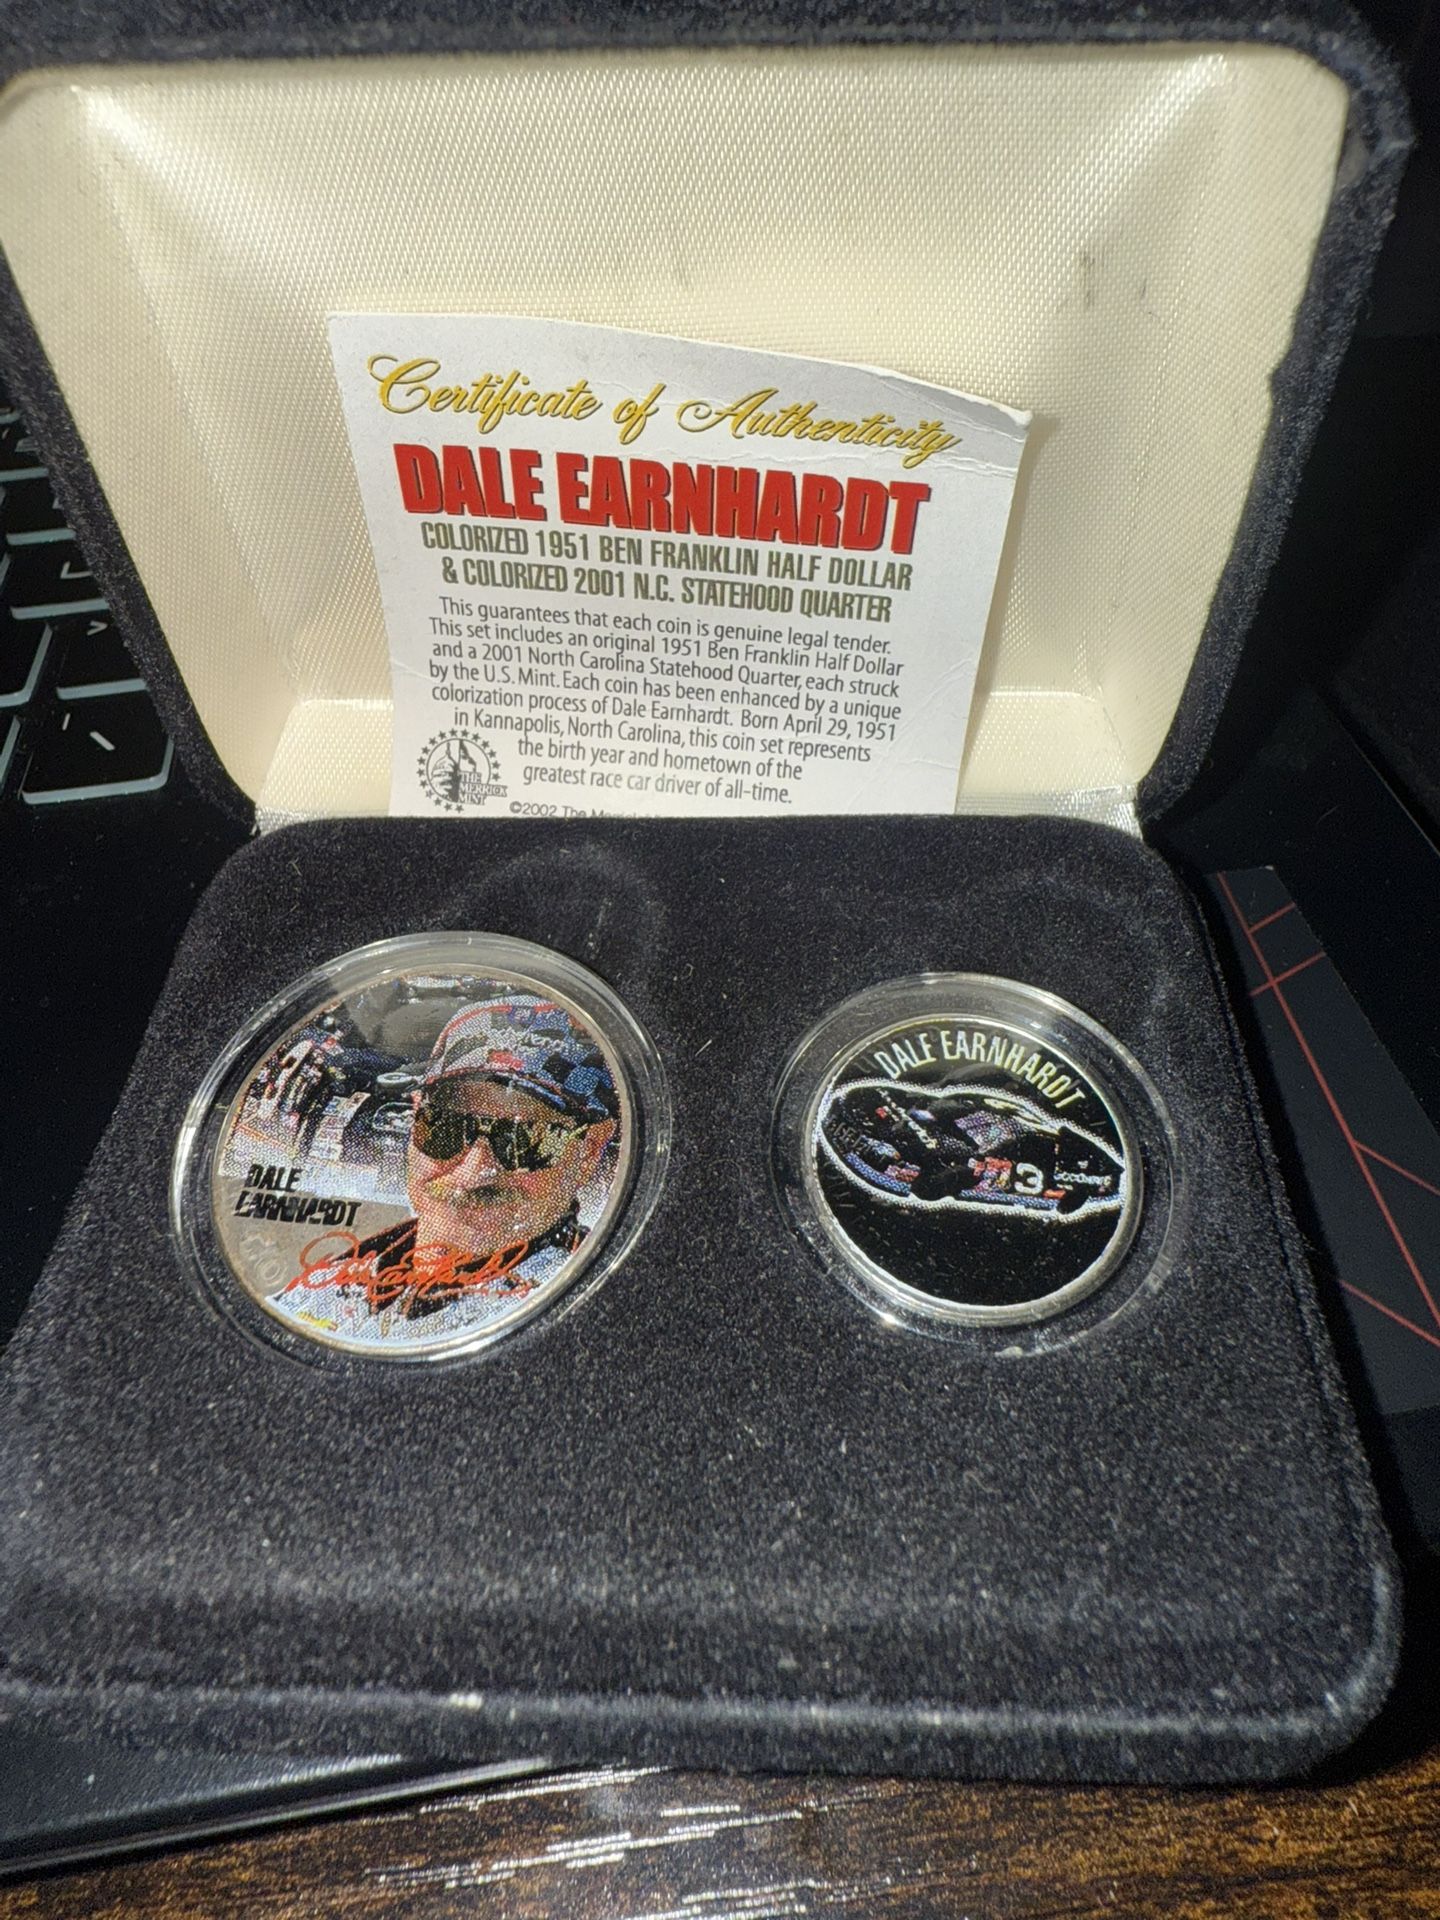 Certificate of Authenticity
DALE EARNHARDT
COLORIZED 1951 BEN FRANKLIN HALF DOLLAR
& COLORIZED 2001 N.C. STATEHOOD QUARTER
This guarantees that each coin is genuine legal tender.
This set includes an original 1951 Ben Franklin Half Dollar
and a 2001 North Carolina Statehood Quarter, each struck
by the U.S. Mint. Each coin has been enhanced by a unique
colorization process of Dale Earnhardt. Born April 29, 1951
in Kannapolis, North Carolina, this coin set represents
the birth year and hometown of the
greatest race car driver of all-time.
THE
MERRICK
MINT
©2002 The
DALE
EARNHARDT
Dale Earnhardt
DALE EARNHARDT
3